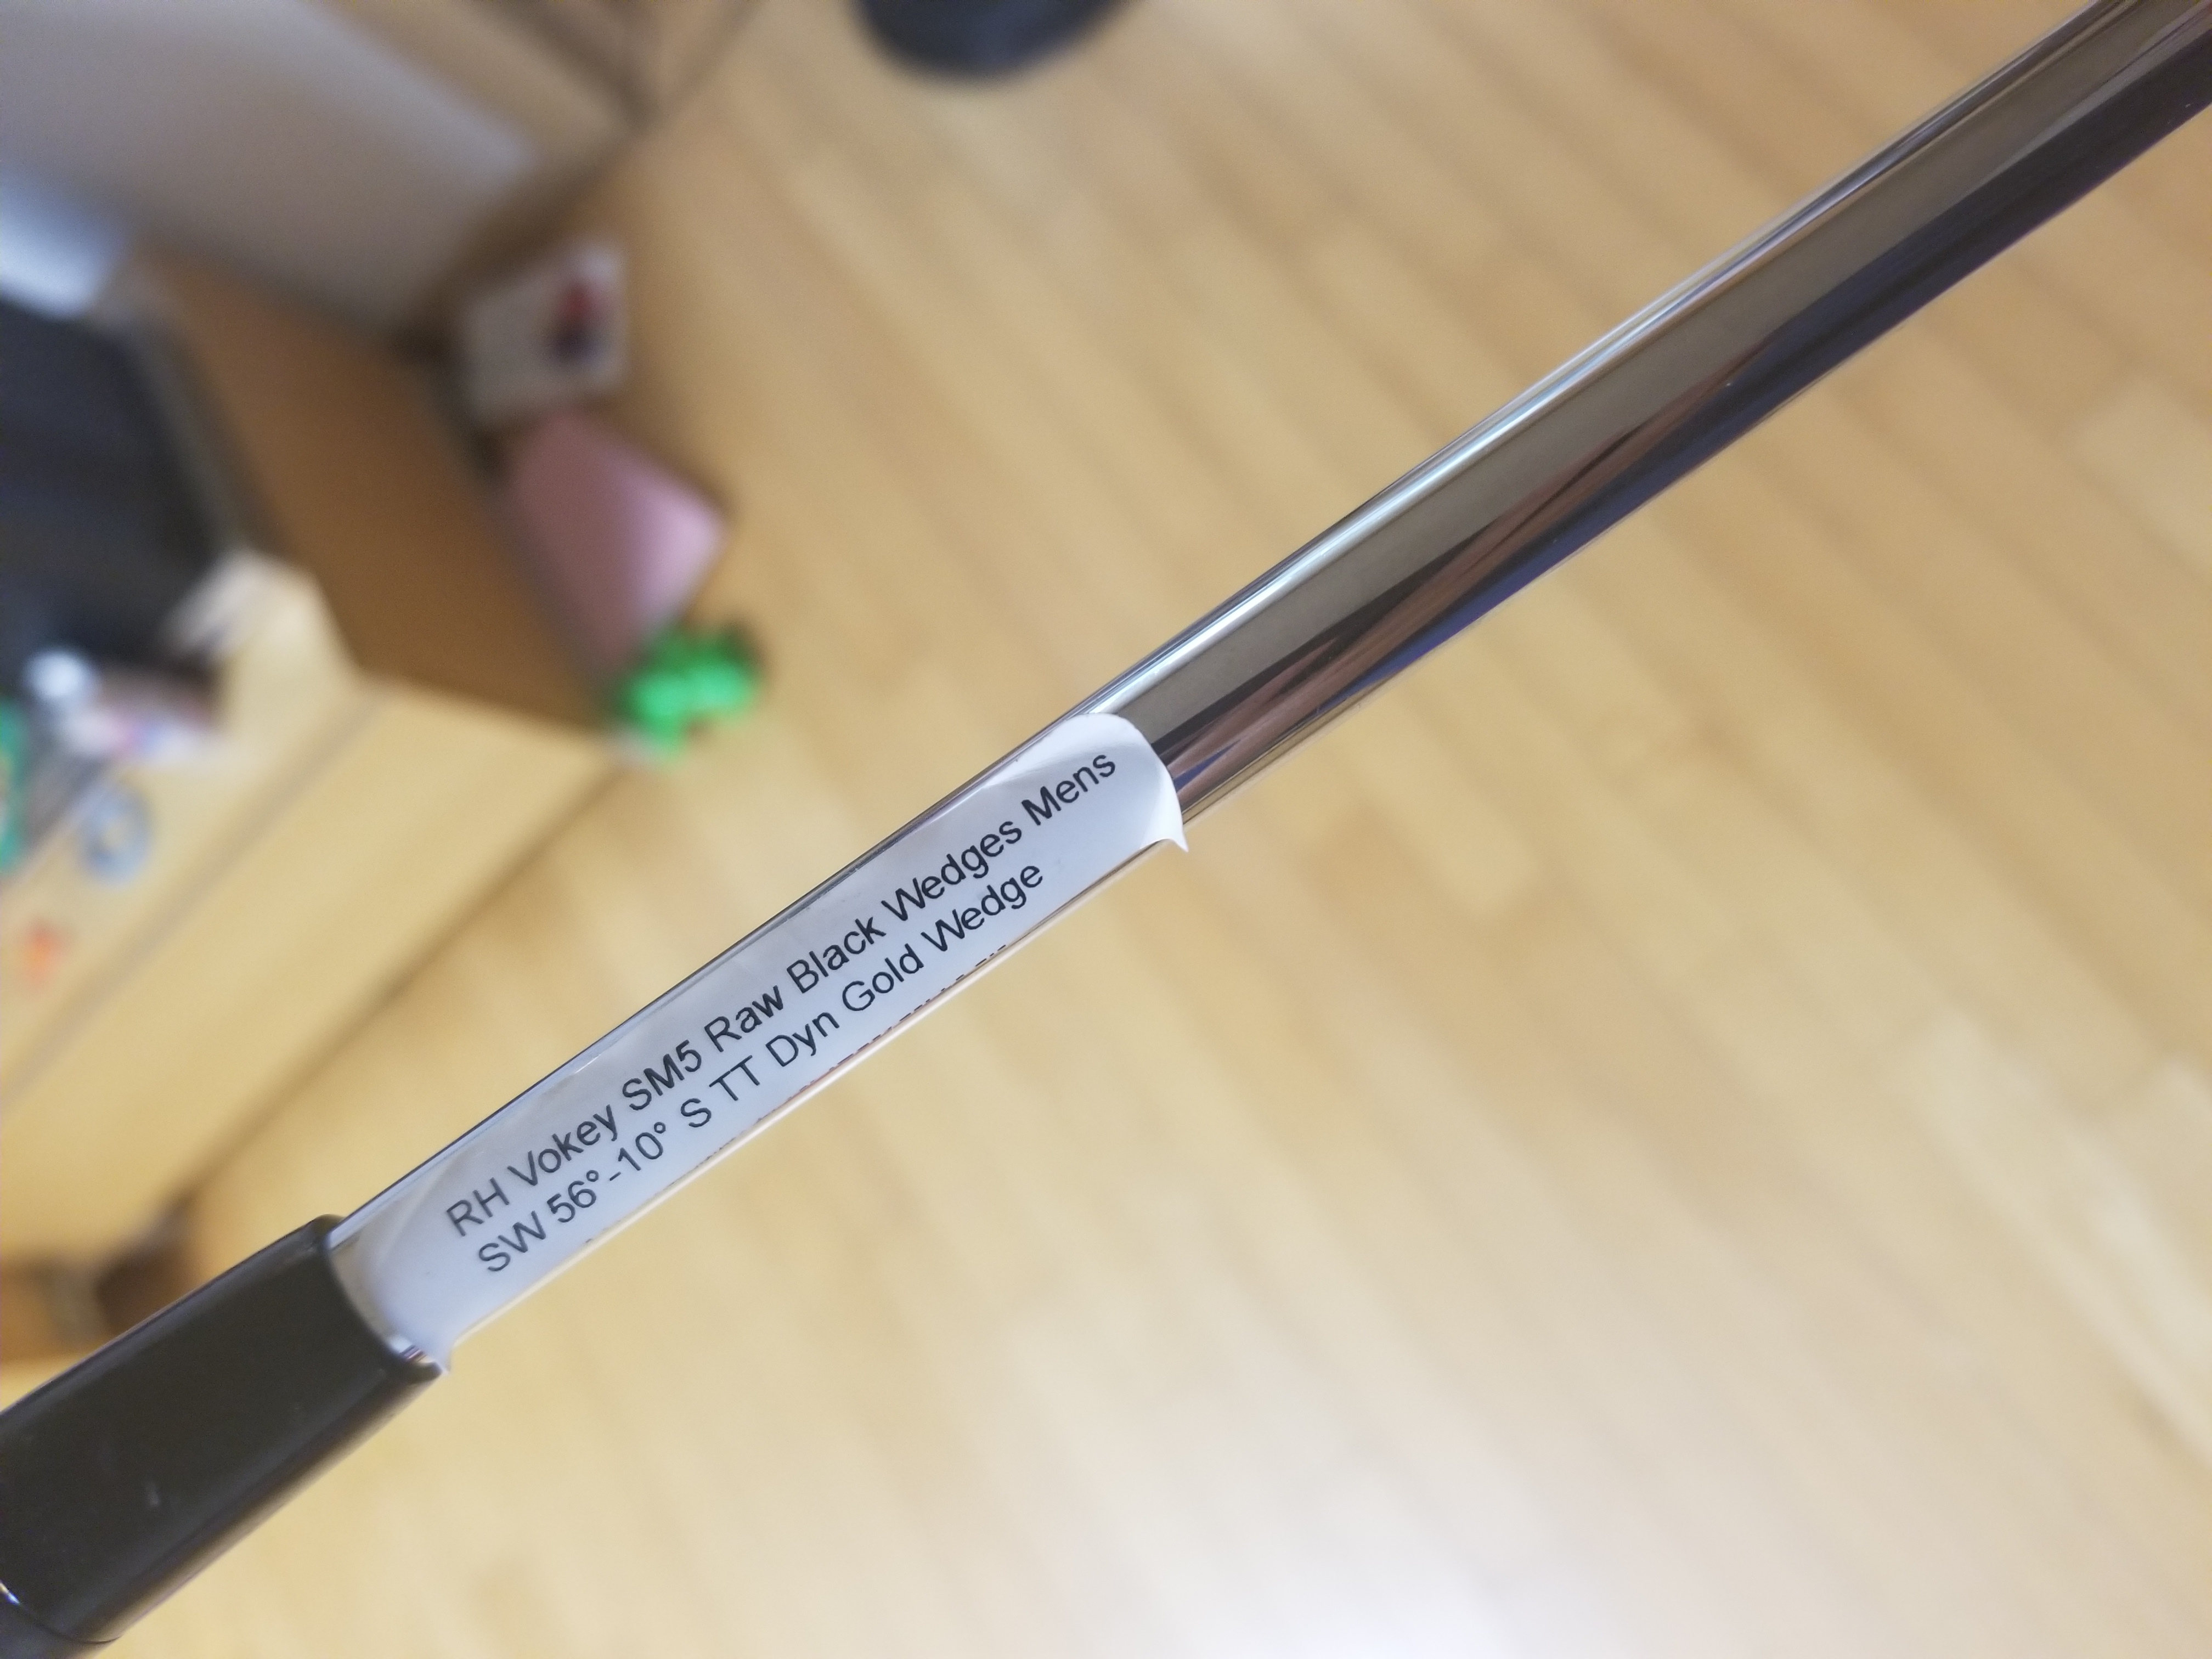 RH Vokey SM5 Raw Black Wedges Mens
SW 56°-10° S TT Dyn Gold Wedge